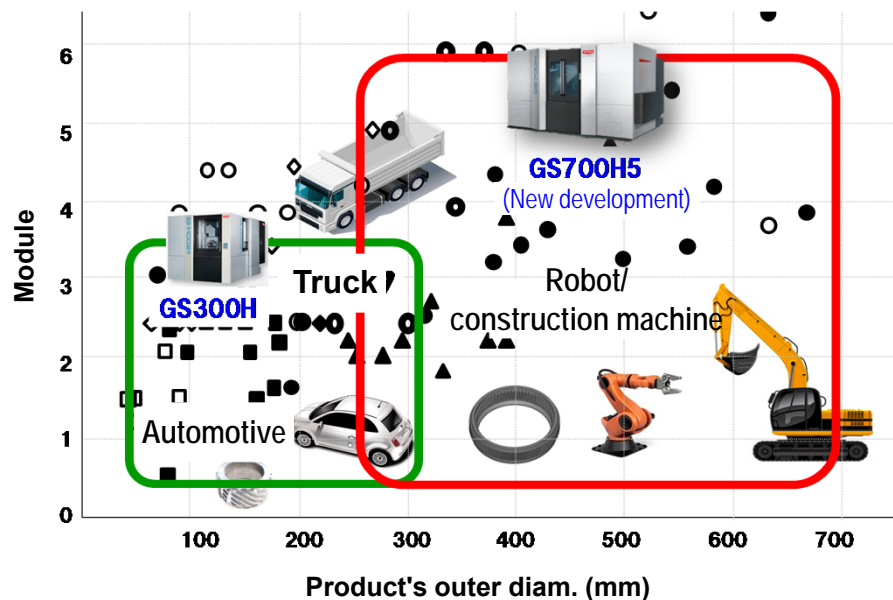 6
5
4
3
2
1
0
Module
GS700H5
(New development)
GS300H
Truck
Robot/
construction machine
Automotive
100
200
300
400
500
600
700
Product's outer diam. (mm)